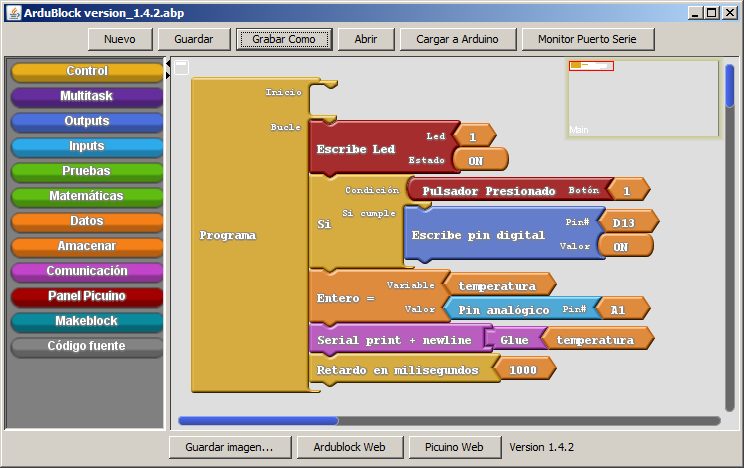 ArduBlock version_1.4.2.abp
Nuevo Guardar Grabar Como Abrir Cargar a Arduino Monitor Puerto Serie
Control
Multitask
Outputs
Inputs
Pruebas
Matemáticas
Datos
Almacenar
Comunicación
Panel Picuino
Makeblock
Código fuente
Main
Programa
Inicio
Bucle
Escribe Led
Led 1
Estado ON
Si
Condición Pulsador Presionado Botón 1
Si cumple
Escribe pin digital
Pin# D13
Valor ON
Entero =
Variable temperatura
Valor Pin analógico Pin# A1
Serial print + newline Glue temperatura
Retardo en milisegundos 1000
Guardar imagen... Ardublock Web Picuino Web Version 1.4.2